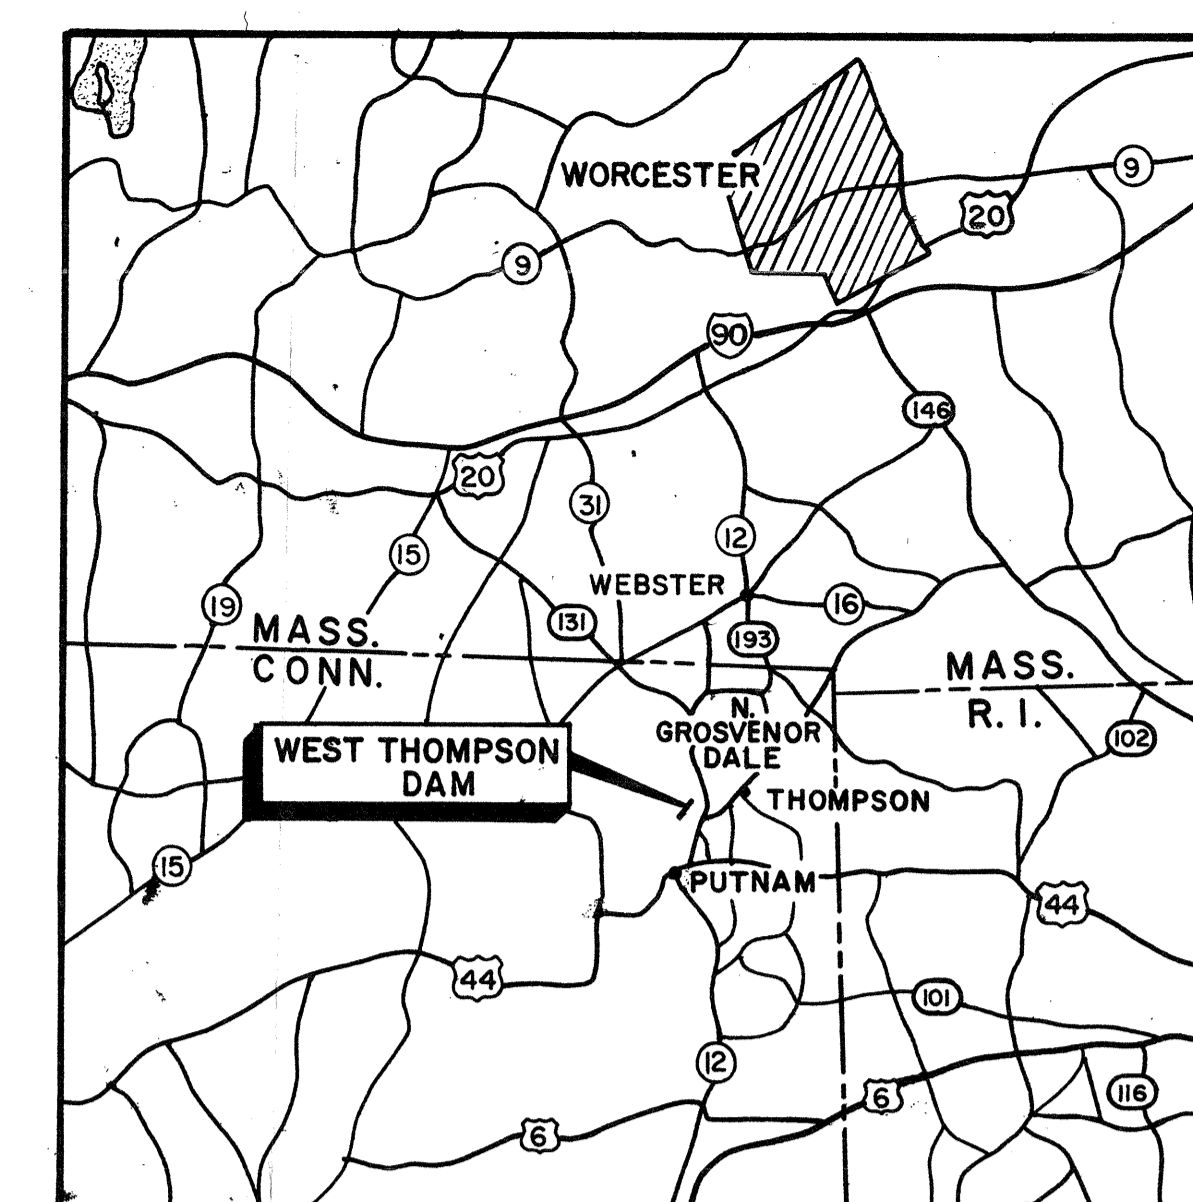 WORCESTER
9
20
9
90
146
20
31
15
12
WEBSTER
19
16
131
193
MASS.
CONN.
MASS.
R. I.
N.
GROSVENOR
DALE
102
WEST THOMPSON
DAM
THOMPSON
15
PUTNAM
44
44
101
12
6
116
6